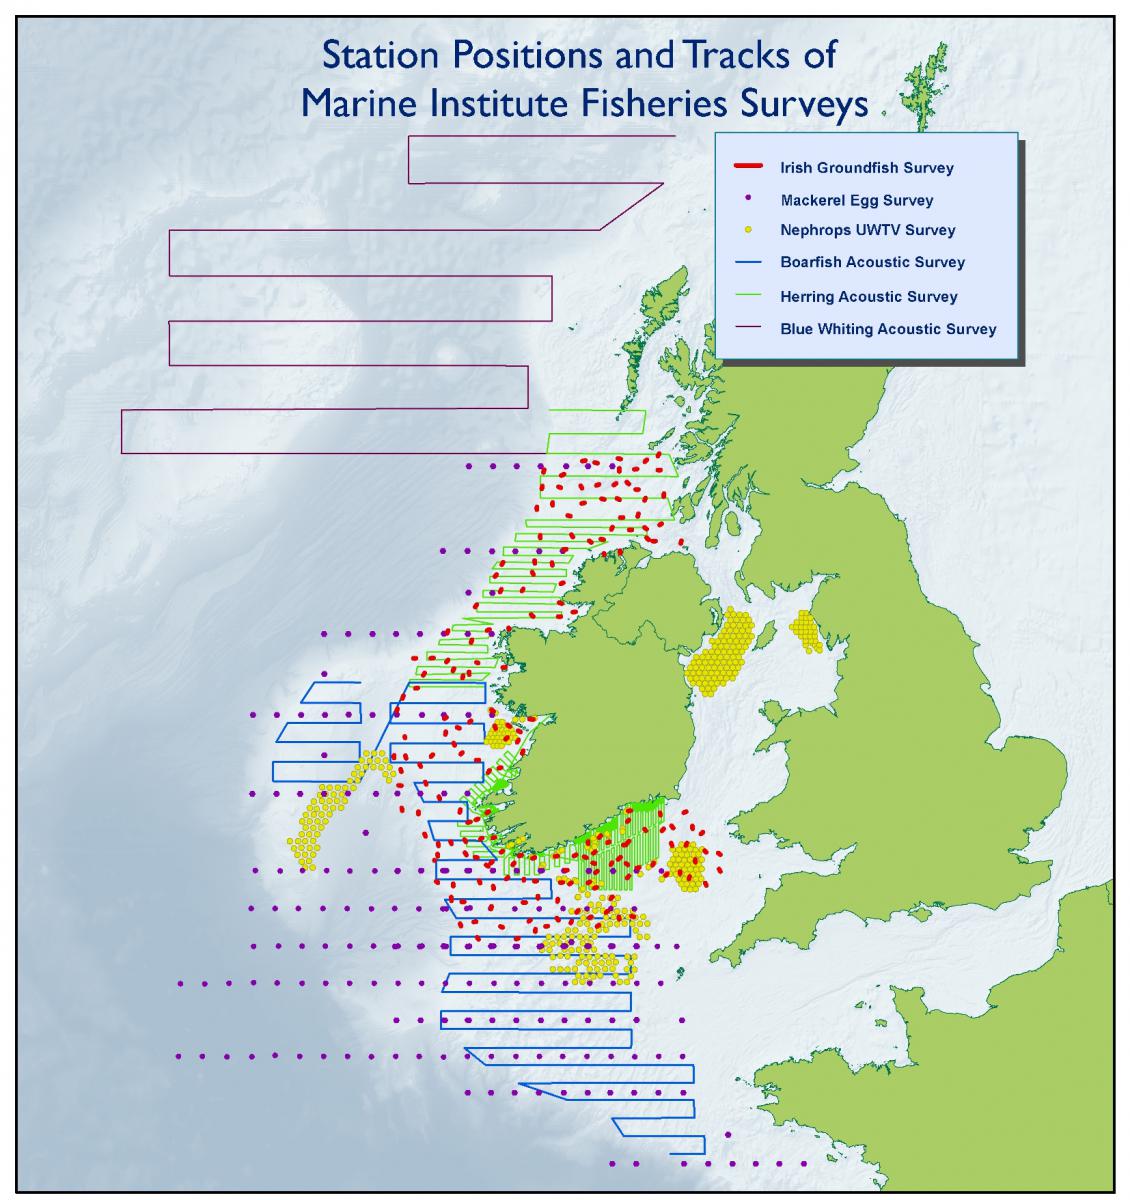 Station Positions and Tracks of
Marine Institute Fisheries Surveys
Irish Groundfish Survey
Mackerel Egg Survey
Nephrops UWTV Survey
Boarfish Acoustic Survey
Herring Acoustic Survey
Blue Whiting Acoustic Survey